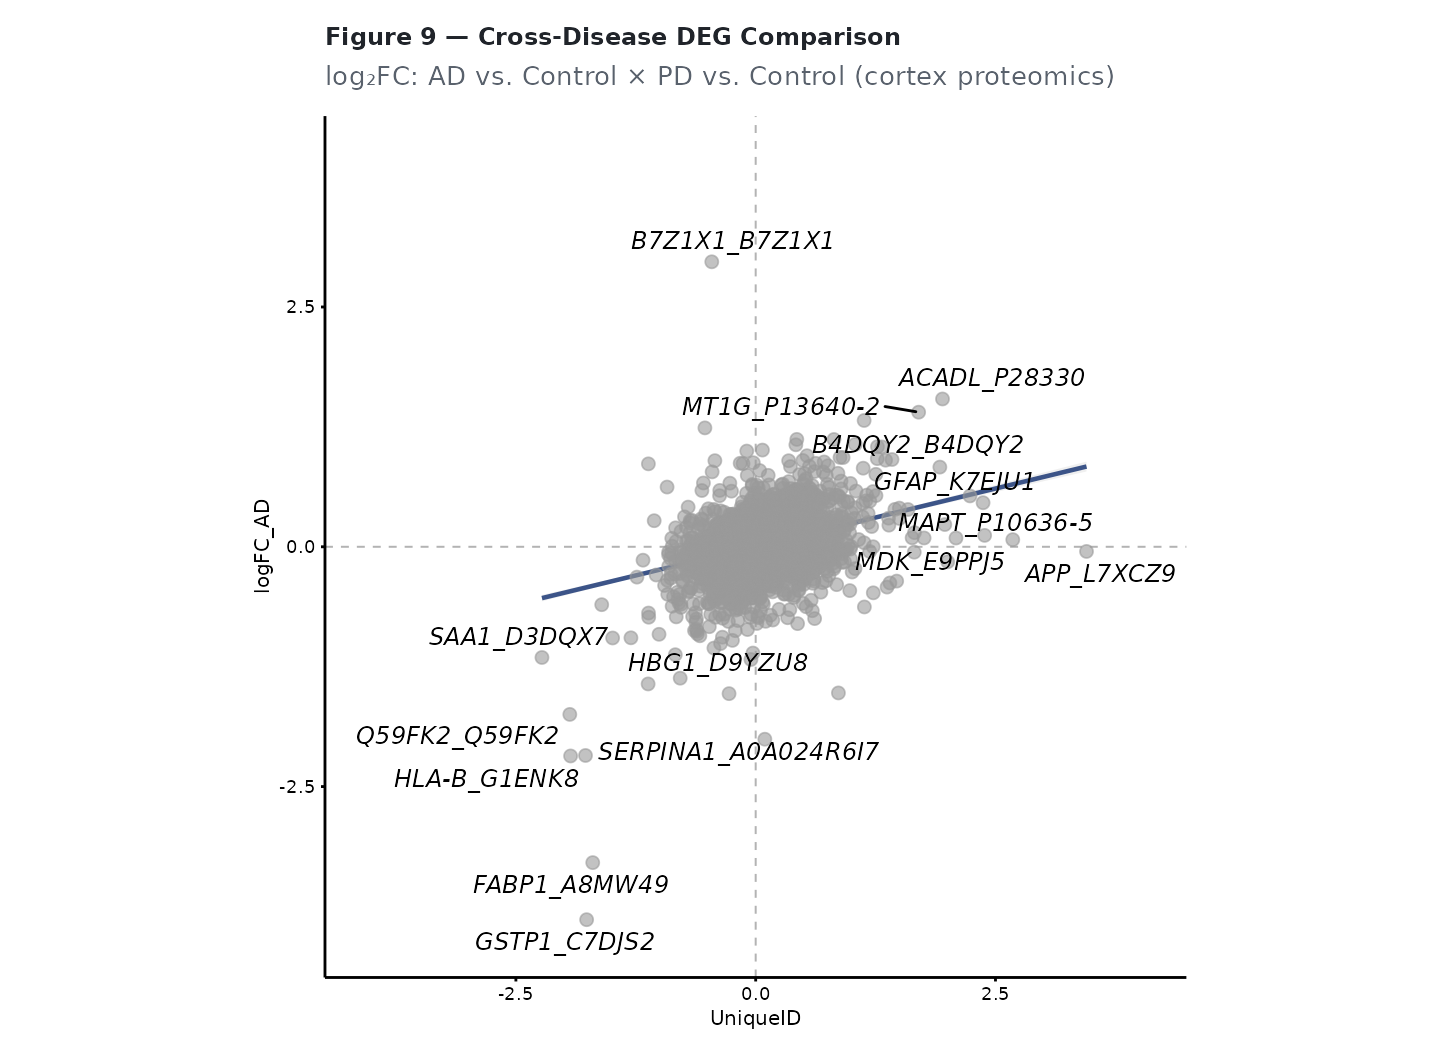 Figure 9 — Cross-Disease DEG Comparison
log₂FC: AD vs. Control × PD vs. Control (cortex proteomics)
B7Z1X1_B7Z1X1
2.5
ACADL_P28330
MT1G_P13640-2
B4DQY2_B4DQY2
GFAP_K7EJU1
MAPT_P10636-5
0.0
MDK_E9PPJ5
APP_L7XCZ9
logFC_AD
SAA1_D3DQX7
HBG1_D9YZU8
Q59FK2_Q59FK2
SERPINA1_A0A024R6I7
HLA-B_G1ENK8
-2.5
FABP1_A8MW49
GSTP1_C7DJS2
-2.5 0.0 2.5
UniqueID